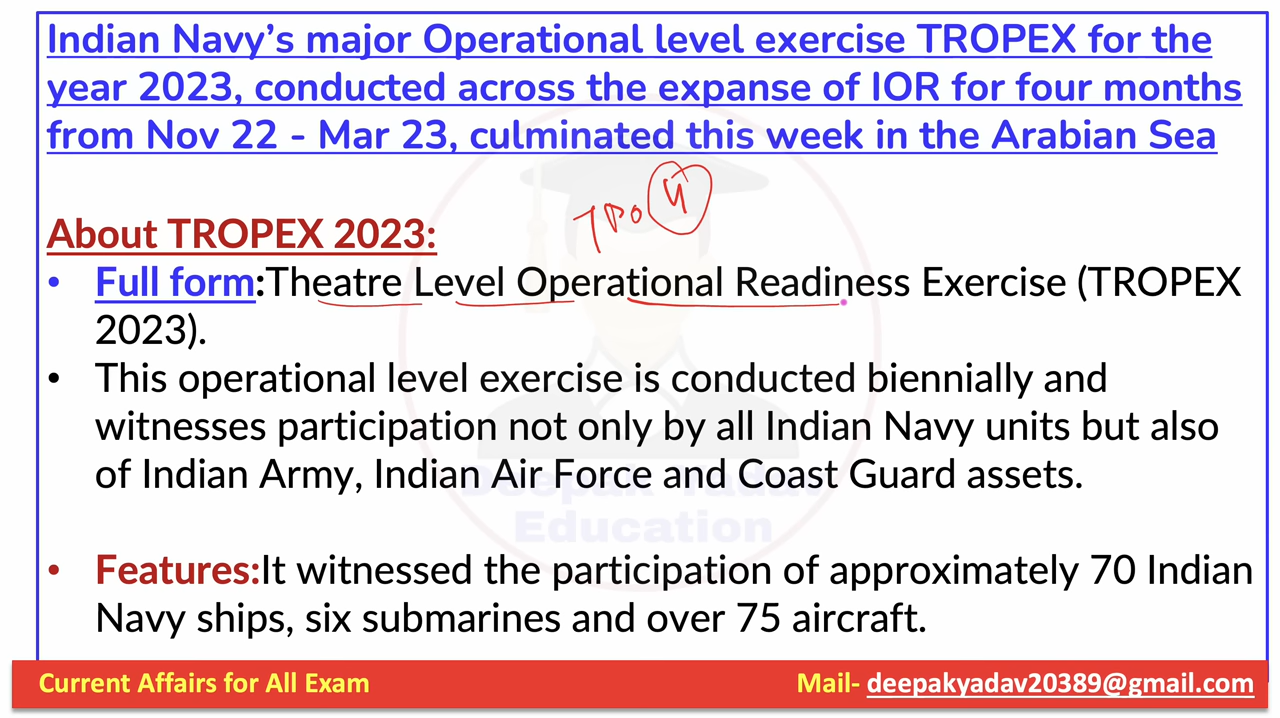 Indian Navy’s major Operational level exercise TROPEX for the
year 2023, conducted across the expanse of IOR for four months
from Nov 22 - Mar 23, culminated this week in the Arabian Sea
About TROPEX 2023:
• Full form:Theatre Level Operational Readiness Exercise (TROPEX
2023).
• This operational level exercise is conducted biennially and
witnesses participation not only by all Indian Navy units but also
of Indian Army, Indian Air Force and Coast Guard assets.
Deepak Yadav
Education
• Features:It witnessed the participation of approximately 70 Indian
Navy ships, six submarines and over 75 aircraft.
Current Affairs for All Exam
Mail- deepakyadav20389@gmail.com